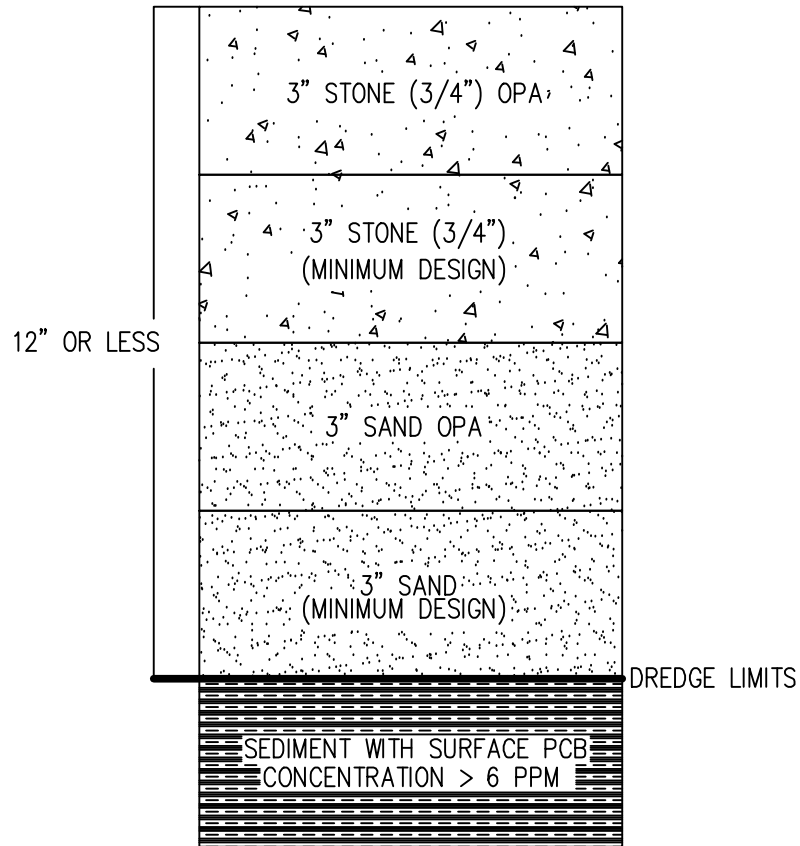 3” STONE (3/4”) OPA
3” STONE (3/4”)
(MINIMUM DESIGN)
12” OR LESS
3” SAND OPA
3” SAND
(MINIMUM DESIGN)
DREDGE LIMITS
SEDIMENT WITH SURFACE PCB
CONCENTRATION > 6 PPM